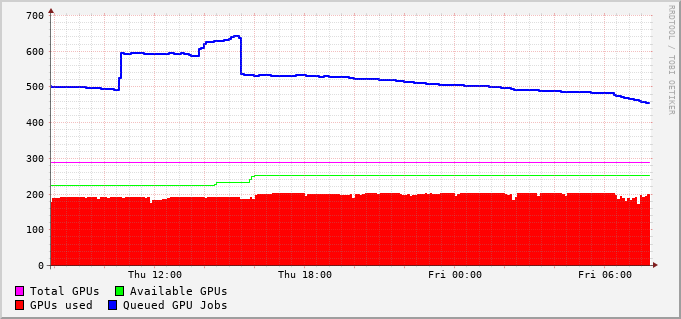 700
600
500
400
300
200
100
0
Thu 12:00 Thu 18:00 Fri 00:00 Fri 06:00
Total GPUs Available GPUs
GPUs used Queued GPU Jobs
RRDTOOL / TOBI OETIKER